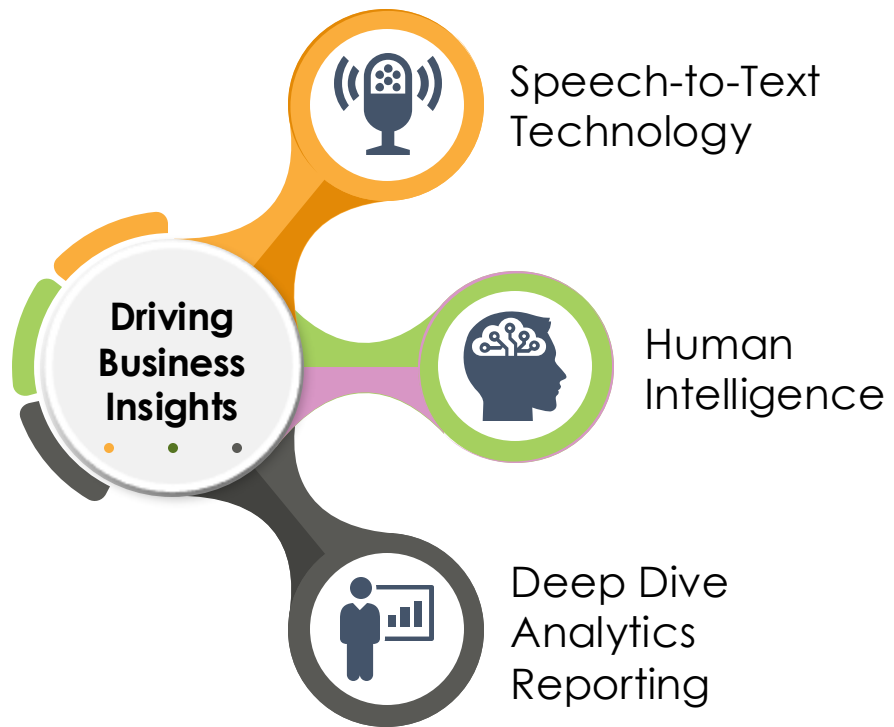 Speech-to-Text
Technology
Driving
Business
Insights
Human
Intelligence
Deep Dive
Analytics
Reporting